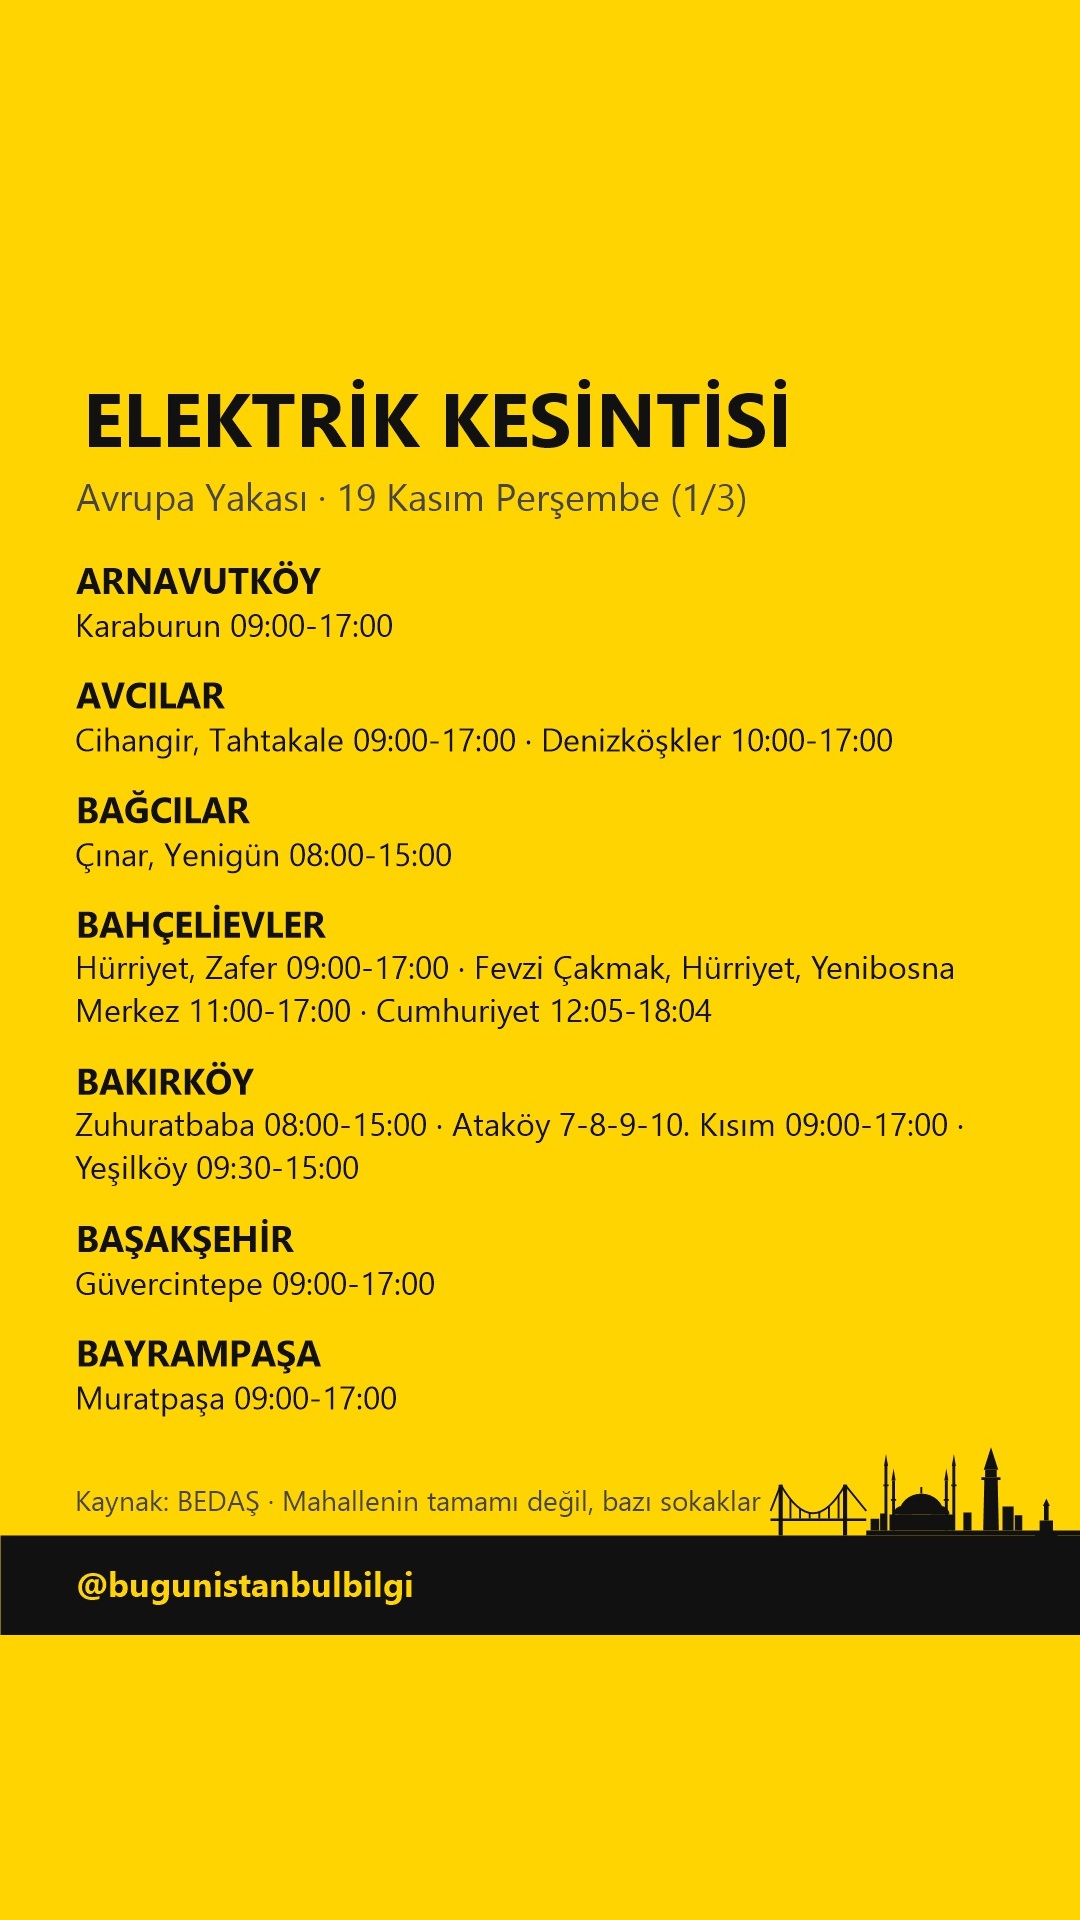 ELEKTRİK KESİNTİSİ
Avrupa Yakası · 19 Kasım Perşembe (1/3)
ARNAVUTKÖY
Karaburun 09:00-17:00
AVCILAR
Cihangir, Tahtakale 09:00-17:00 · Denizköşkler 10:00-17:00
BAĞCILAR
Çınar, Yenigün 08:00-15:00
BAHÇELİEVLER
Hürriyet, Zafer 09:00-17:00 · Fevzi Çakmak, Hürriyet, Yenibosna
Merkez 11:00-17:00 · Cumhuriyet 12:05-18:04
BAKIRKÖY
Zuhuratbaba 08:00-15:00 · Ataköy 7-8-9-10. Kısım 09:00-17:00 ·
Yeşilköy 09:30-15:00
BAŞAKŞEHİR
Güvercintepe 09:00-17:00
BAYRAMPAŞA
Muratpaşa 09:00-17:00
Kaynak: BEDAŞ · Mahallenin tamamı değil, bazı sokaklar
@bugunistanbulbilgi